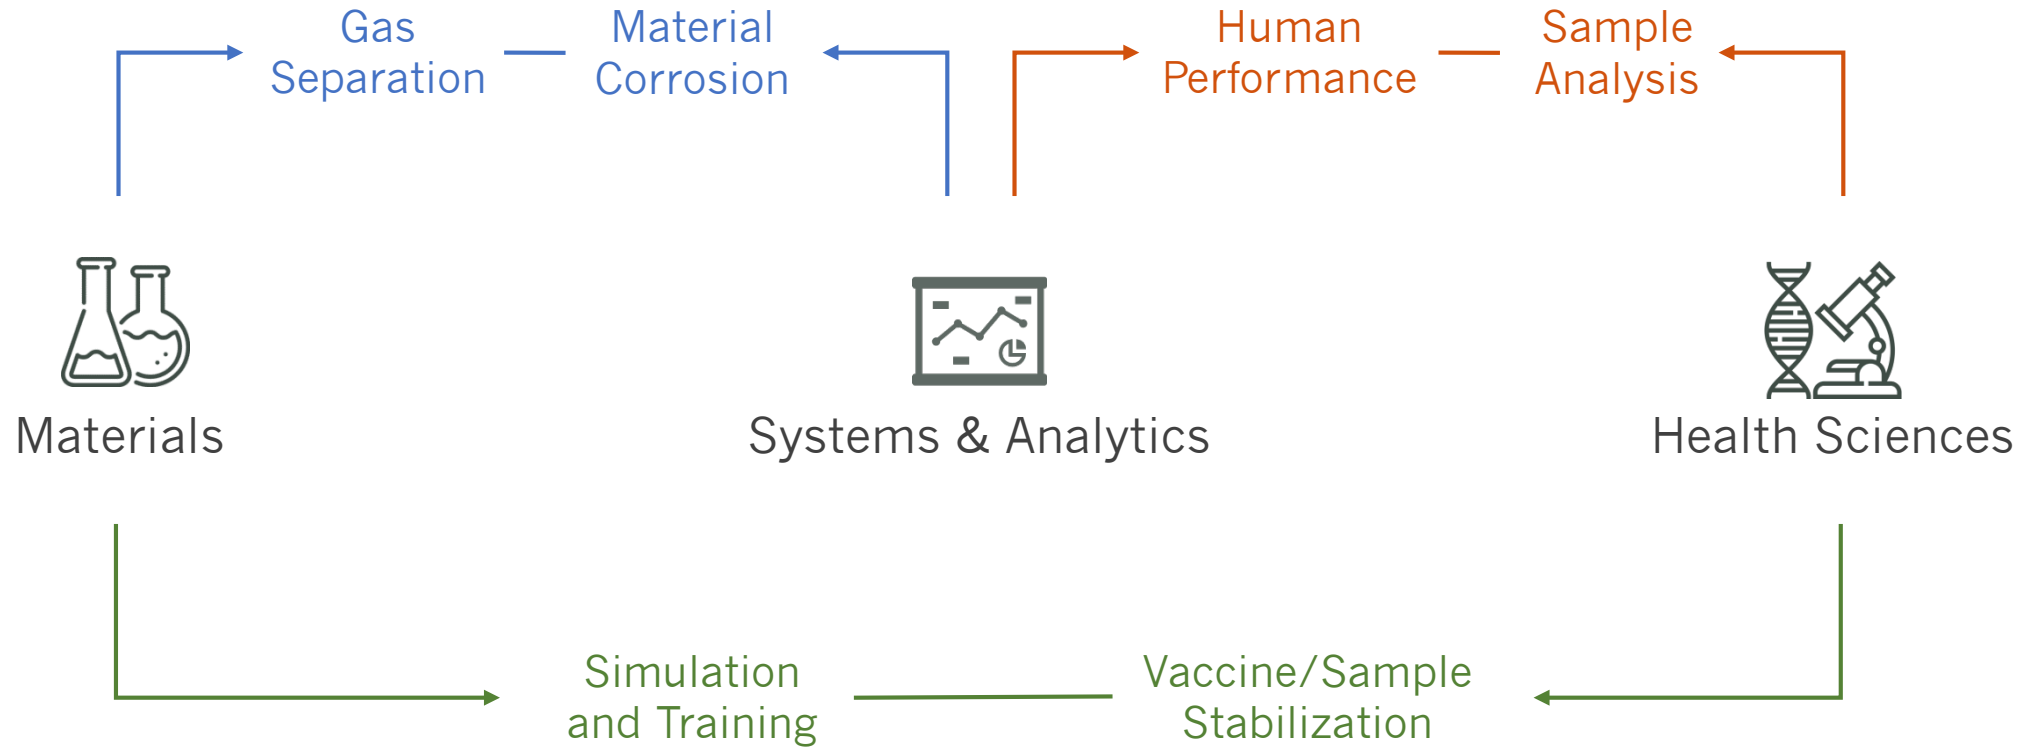 Gas
Separation
Material
Corrosion
Human
Performance
Sample
Analysis
Materials
Systems & Analytics
Health Sciences
Simulation
and Training
Vaccine/Sample
Stabilization